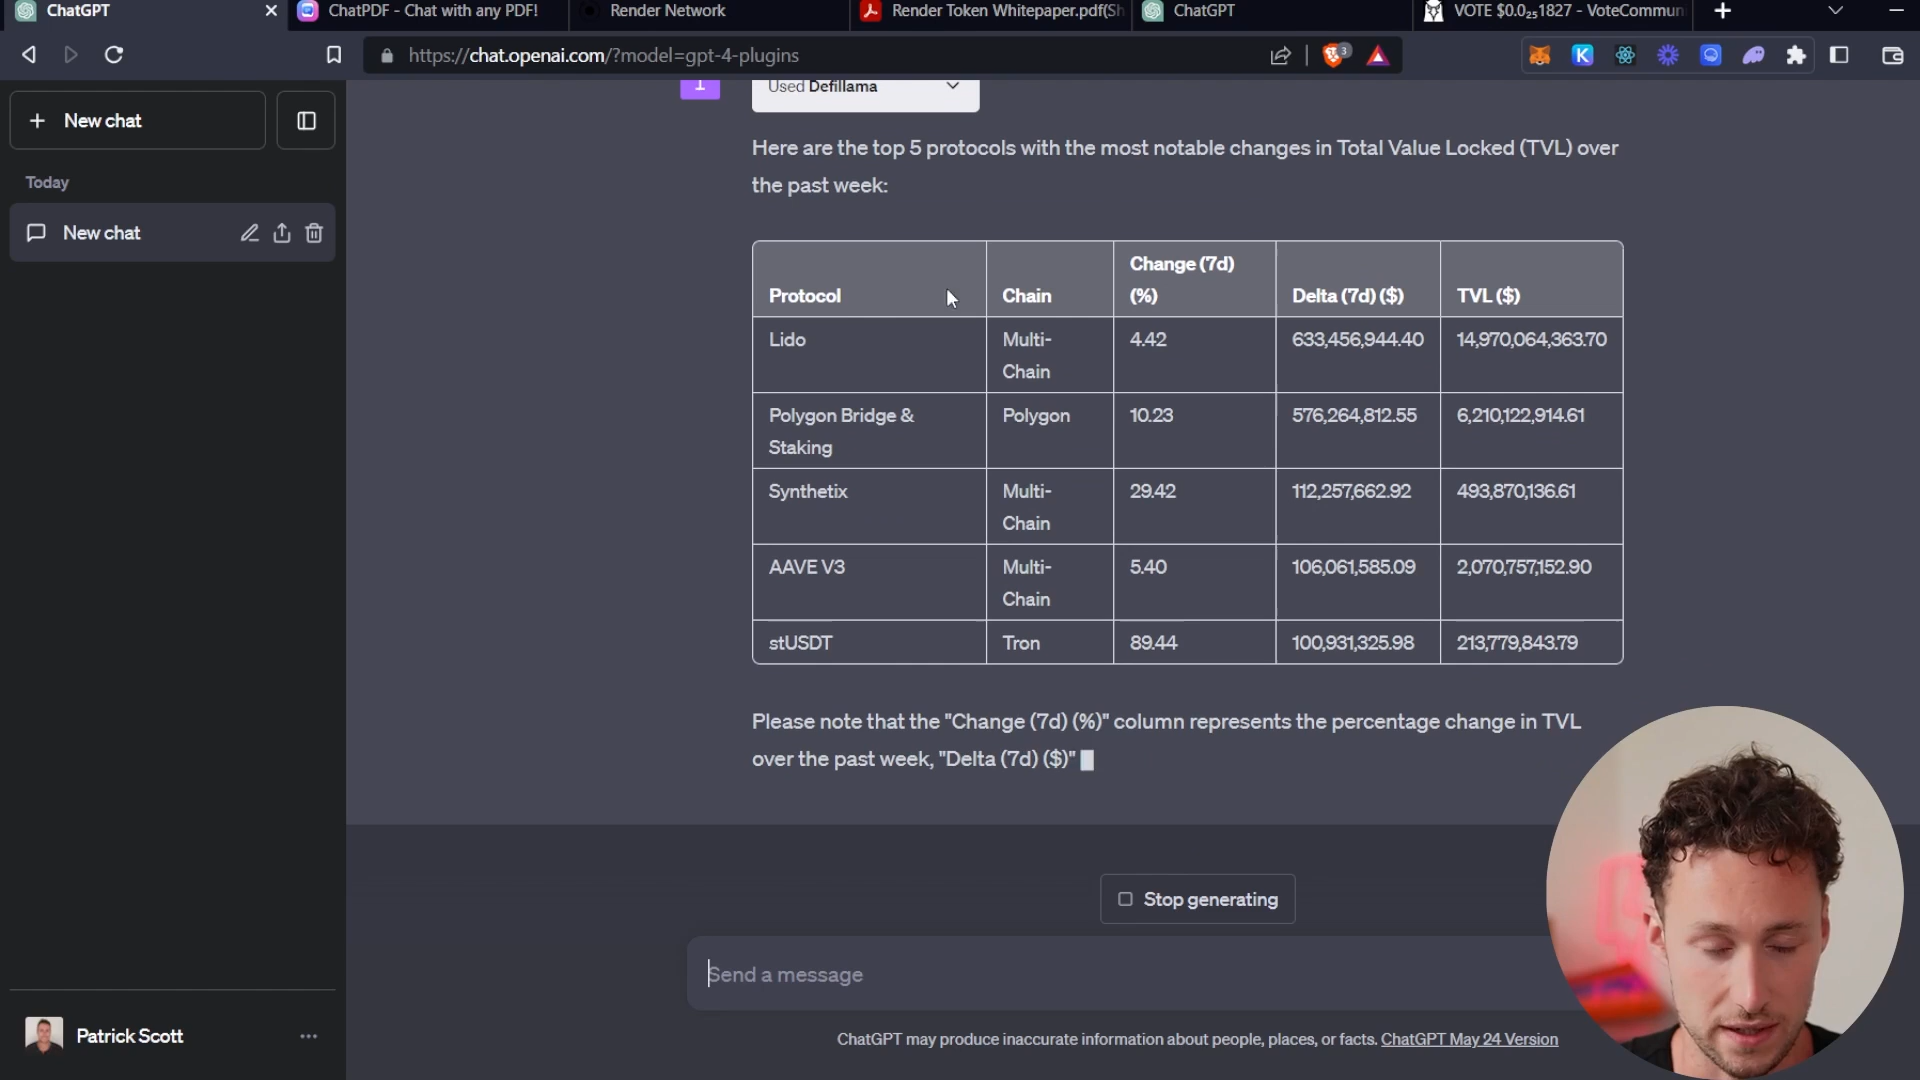 ChatGPT
ChatPDF - Chat with any PDF!
Render Network
Render Token Whitepaper.pdf(Sh
ChatGPT
VOTE $0.0₂₅1827 - VoteCommun
https://chat.openai.com/?model=gpt-4-plugins
3
New chat
Today
New chat
Patrick Scott
Used Defillama
Here are the top 5 protocols with the most notable changes in Total Value Locked (TVL) over
the past week:
Protocol Chain Change (7d) (%) Delta (7d) ($) TVL ($)
Lido Multi-Chain 4.42 633,456,944.40 14,970,064,363.70
Polygon Bridge & Staking Polygon 10.23 576,264,812.55 6,210,122,914.61
Synthetix Multi-Chain 29.42 112,257,662.92 493,870,136.61
AAVE V3 Multi-Chain 5.40 106,061,585.09 2,070,757,152.90
stUSDT Tron 89.44 100,931,325.98 213,779,843.79
Please note that the "Change (7d) (%)" column represents the percentage change in TVL
over the past week, "Delta (7d) ($)"
Stop generating
Send a message
ChatGPT may produce inaccurate information about people, places, or facts. ChatGPT May 24 Version